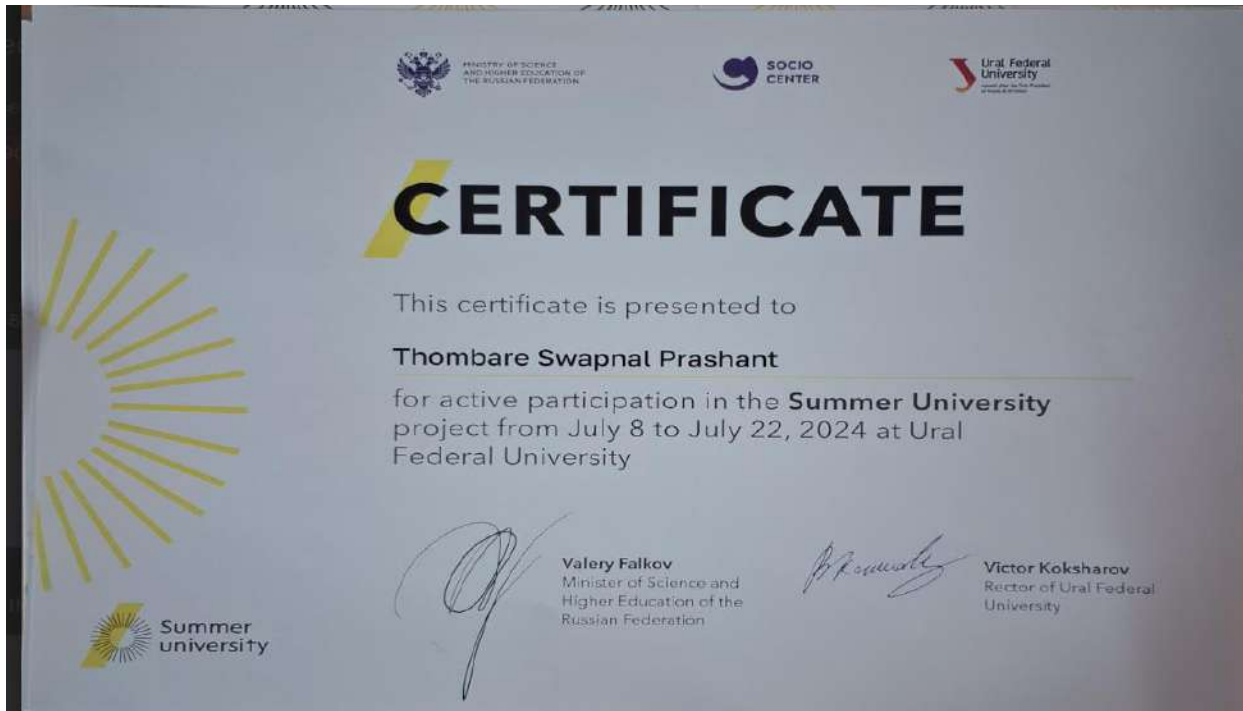 MINISTRY OF SCIENCE
AND HIGHER EDUCATION OF
THE RUSSIAN FEDERATION
SOCIO
CENTER
Ural Federal
University
CERTIFICATE
This certificate is presented to
Thombare Swapnal Prashant
for active participation in the Summer University
project from July 8 to July 22, 2024 at Ural
Federal University
Valery Falkov
Minister of Science and
Higher Education of the
Russian Federation
Victor Koksharov
Rector of Ural Federal
University
Summer
university